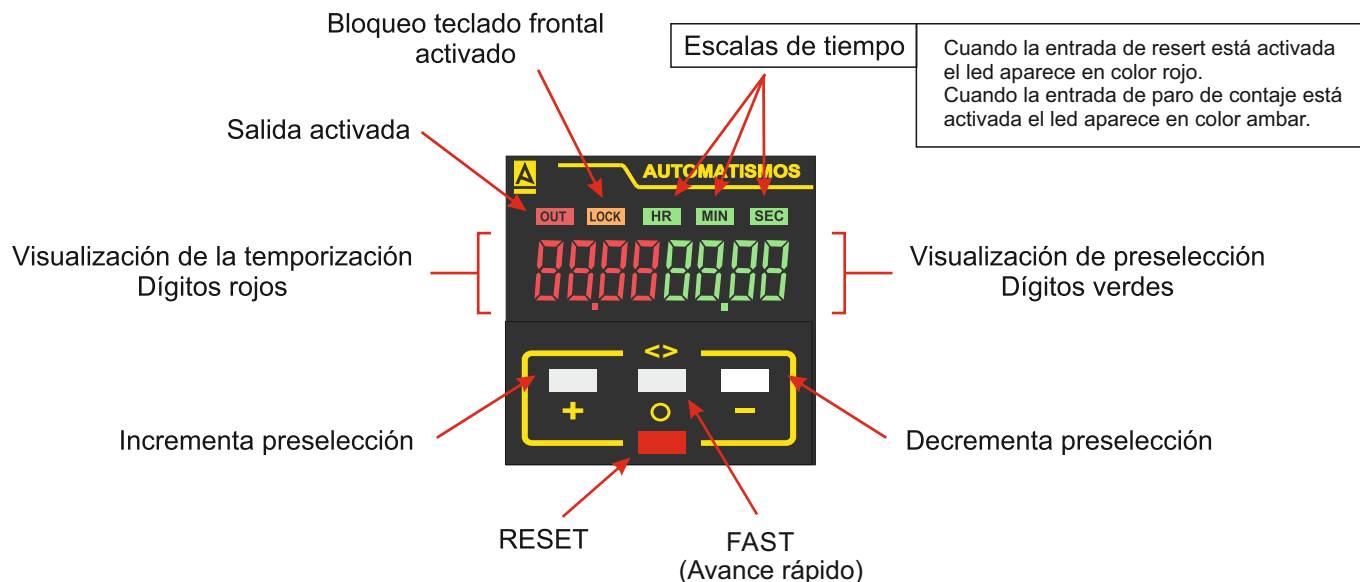 Bloqueo teclado frontal
activado
Escalas de tiempo
Cuando la entrada de resert está activada
el led aparece en color rojo.
Cuando la entrada de paro de contaje está
activada el led aparece en color ambar.
Salida activada
A AUTOMATISMOS
OUT LOCK HR MIN SEC
Visualización de la temporización
Dígitos rojos
8888 8888
Visualización de preselección
Dígitos verdes
<>
+ O −
Incrementa preselección
Decrementa preselección
RESET
FAST
(Avance rápido)